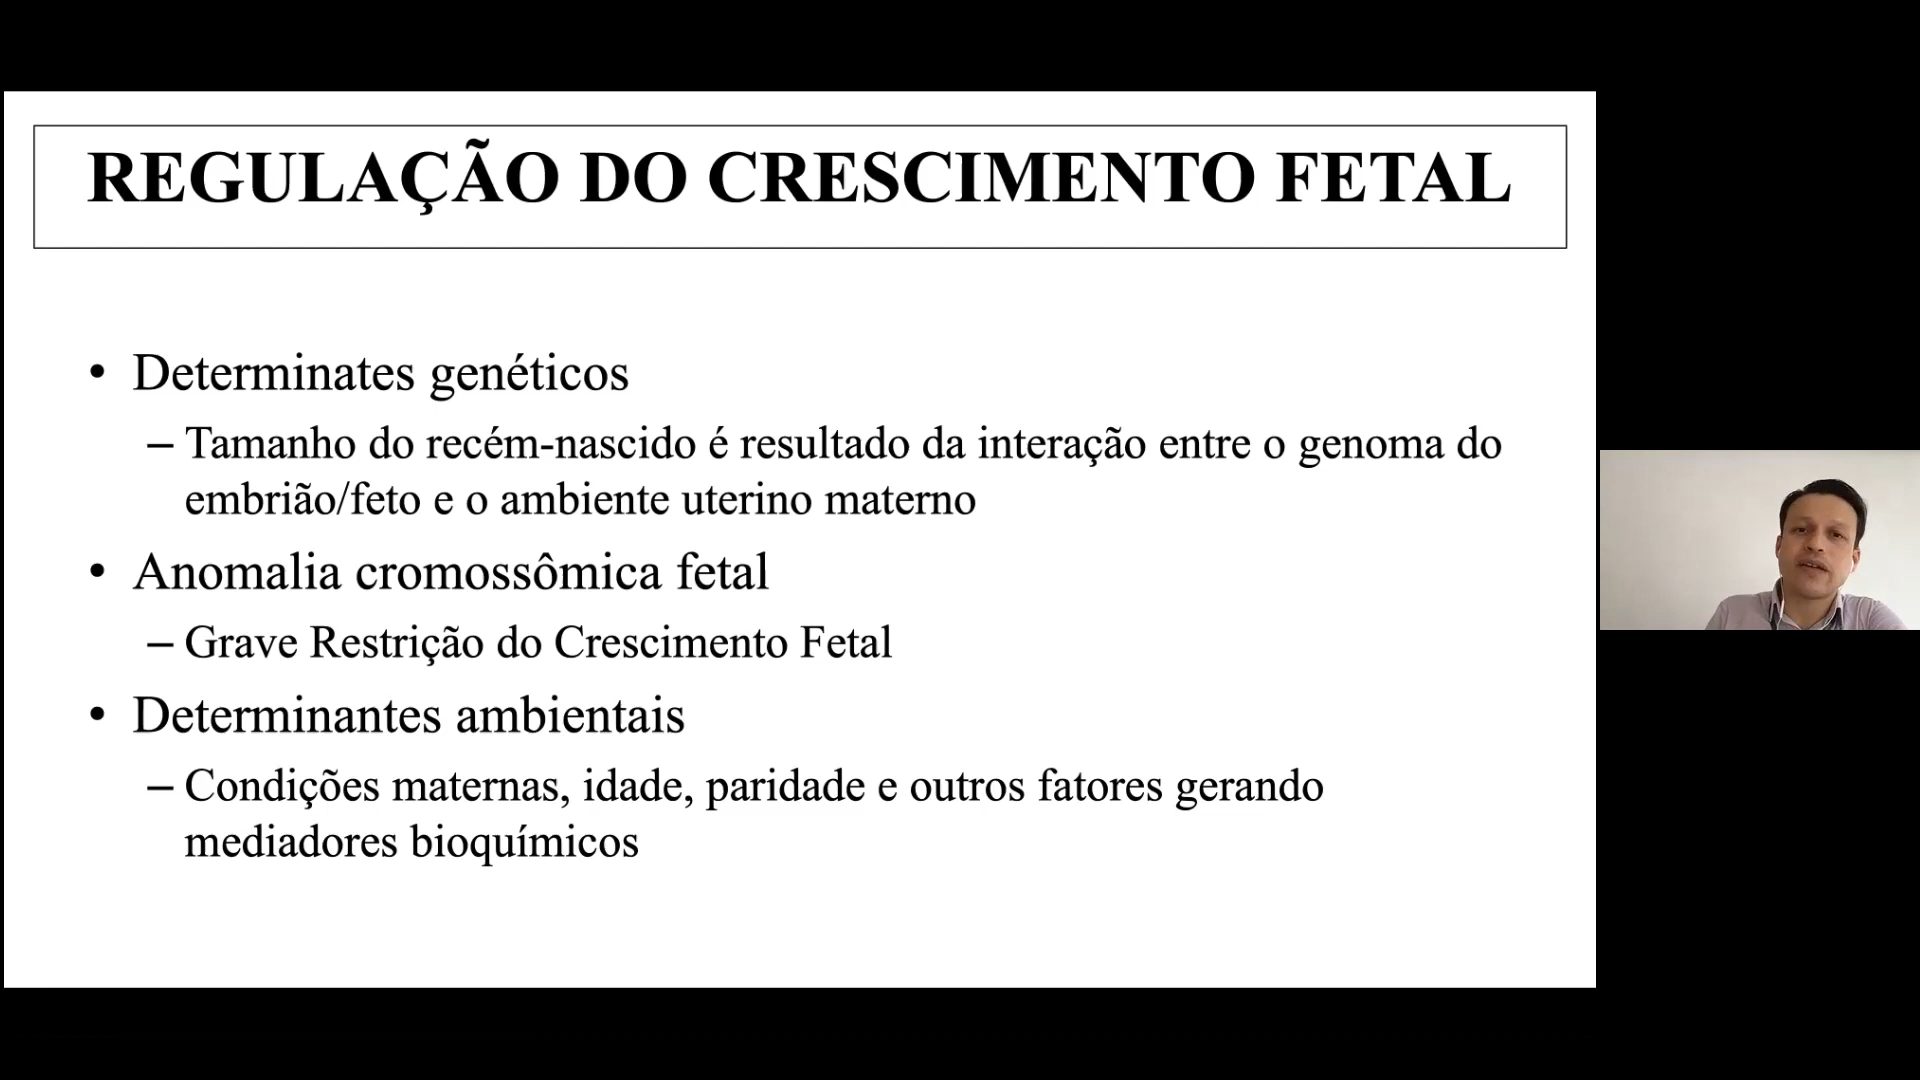 REGULAÇÃO DO CRESCIMENTO FETAL
• Determinates genéticos
– Tamanho do recém-nascido é resultado da interação entre o genoma do
embrião/feto e o ambiente uterino materno
• Anomalia cromossômica fetal
– Grave Restrição do Crescimento Fetal
• Determinantes ambientais
– Condições maternas, idade, paridade e outros fatores gerando
mediadores bioquímicos